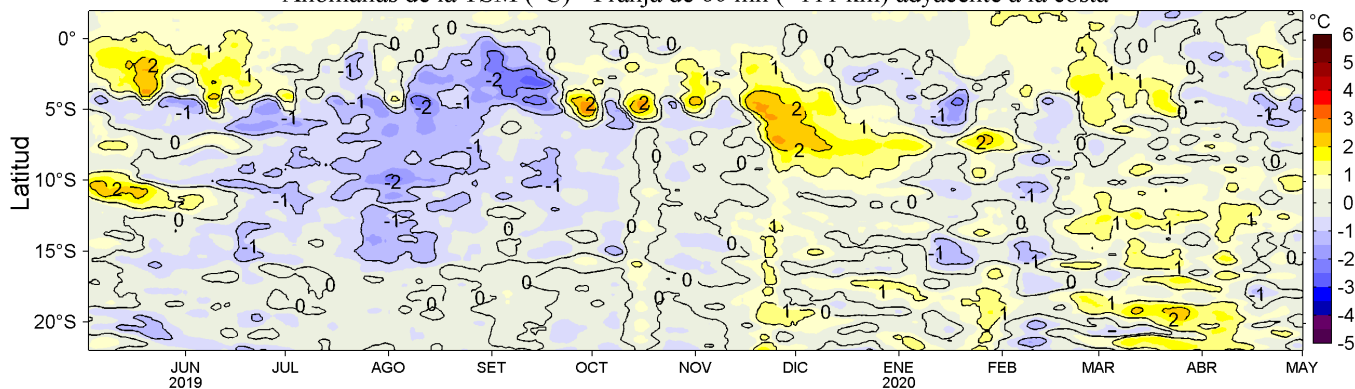 Anomalías de la TSM (°C) - Franja de 60 mn (~111 km) adyacente a la costa
°C
6
5
4
3
2
1
0
-1
-2
-3
-4
-5
Latitud
0°
5°S
10°S
15°S
20°S
JUN JUL AGO SET OCT NOV DIC ENE FEB MAR ABR MAY
2019 2020